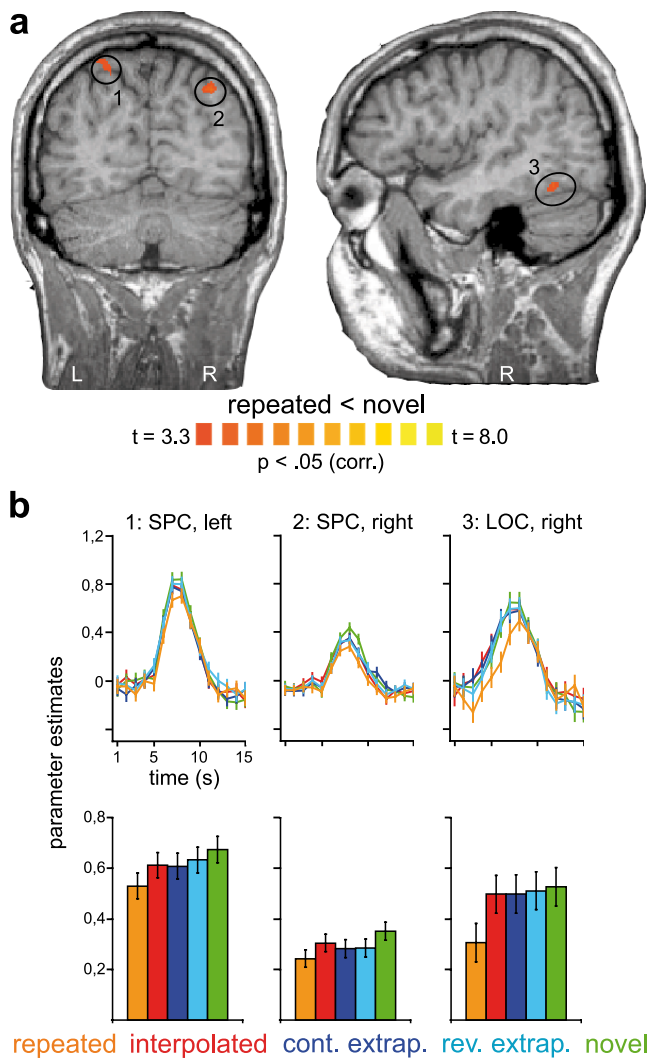 a
1
2
3
L
R
R
repeated < novel
t = 3.3
t = 8.0
p < .05 (corr.)
b
1: SPC, left
2: SPC, right
3: LOC, right
1,2
0,8
0,4
0
1
5
10
15
time (s)
parameter estimates
0,8
0,6
0,4
0,2
repeated interpolated cont. extrap. rev. extrap. novel